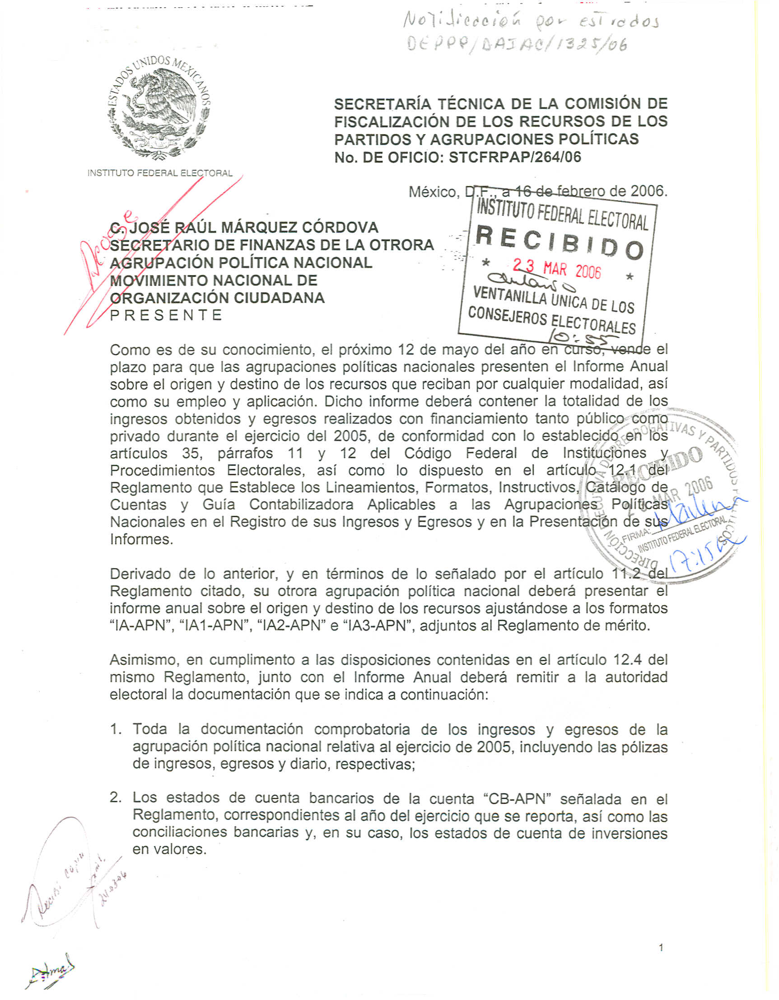 Notificación por estrados
DEPPP/DAIAC/1325/06
ESTADOS UNIDOS MEXICANOS
INSTITUTO FEDERAL ELECTORAL
SECRETARÍA TÉCNICA DE LA COMISIÓN DE
FISCALIZACIÓN DE LOS RECURSOS DE LOS
PARTIDOS Y AGRUPACIONES POLÍTICAS
No. DE OFICIO: STCFRPAP/264/06
México, D.F., a 16 de febrero de 2006.
INSTITUTO FEDERAL ELECTORAL
RECIBIDO
* 23 MAR 2006 *
VENTANILLA UNICA DE LOS
CONSEJEROS ELECTORALES
10:55
Acuse
C. JOSÉ RAÚL MÁRQUEZ CÓRDOVA
SECRETARIO DE FINANZAS DE LA OTRORA
AGRUPACIÓN POLÍTICA NACIONAL
MOVIMIENTO NACIONAL DE
ORGANIZACIÓN CIUDADANA
P R E S E N T E
Como es de su conocimiento, el próximo 12 de mayo del año en curso, vence el
plazo para que las agrupaciones políticas nacionales presenten el Informe Anual
sobre el origen y destino de los recursos que reciban por cualquier modalidad, así
como su empleo y aplicación. Dicho informe deberá contener la totalidad de los
ingresos obtenidos y egresos realizados con financiamiento tanto público como
privado durante el ejercicio del 2005, de conformidad con lo establecido en los
artículos 35, párrafos 11 y 12 del Código Federal de Instituciones y
Procedimientos Electorales, así como lo dispuesto en el artículo 12.1 del
Reglamento que Establece los Lineamientos, Formatos, Instructivos, Catálogo de
Cuentas y Guía Contabilizadora Aplicables a las Agrupaciones Políticas
Nacionales en el Registro de sus Ingresos y Egresos y en la Presentación de sus
Informes.
DIRECCIÓN EJECUTIVA DE PRERROGATIVAS Y PARTIDOS POLÍTICOS
RECIBIDO
MAR 2006
FIRMA:
INSTITUTO FEDERAL ELECTORAL
17:15
Derivado de lo anterior, y en términos de lo señalado por el artículo 11.2 del
Reglamento citado, su otrora agrupación política nacional deberá presentar el
informe anual sobre el origen y destino de los recursos ajustándose a los formatos
“IA-APN”, “IA1-APN”, “IA2-APN” e “IA3-APN”, adjuntos al Reglamento de mérito.
Asimismo, en cumplimento a las disposiciones contenidas en el artículo 12.4 del
mismo Reglamento, junto con el Informe Anual deberá remitir a la autoridad
electoral la documentación que se indica a continuación:
1. Toda la documentación comprobatoria de los ingresos y egresos de la
agrupación política nacional relativa al ejercicio de 2005, incluyendo las pólizas
de ingresos, egresos y diario, respectivas;
2. Los estados de cuenta bancarios de la cuenta “CB-APN” señalada en el
Reglamento, correspondientes al año del ejercicio que se reporta, así como las
conciliaciones bancarias y, en su caso, los estados de cuenta de inversiones
en valores.
Recibí copia
240306
1